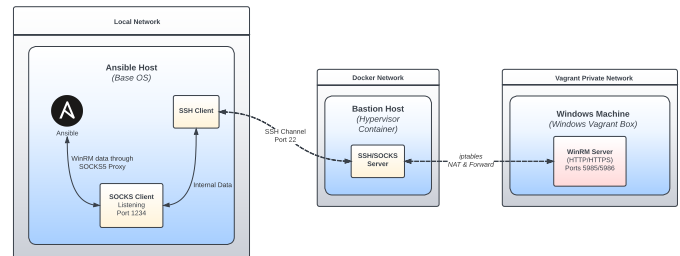 Local Network
Ansible Host
(Base OS)
Ansible
SSH Client
WinRM data through
SOCKS5 Proxy
Internal Data
SOCKS Client
Listening
Port 1234
SSH Channel
Port 22
Docker Network
Bastion Host
(Hypervisor
Container)
SSH/SOCKS
Server
iptables
NAT & Forward
Vagrant Private Network
Windows Machine
(Windows Vagrant Box)
WinRM Server
(HTTP/HTTPS)
Ports 5985/5986